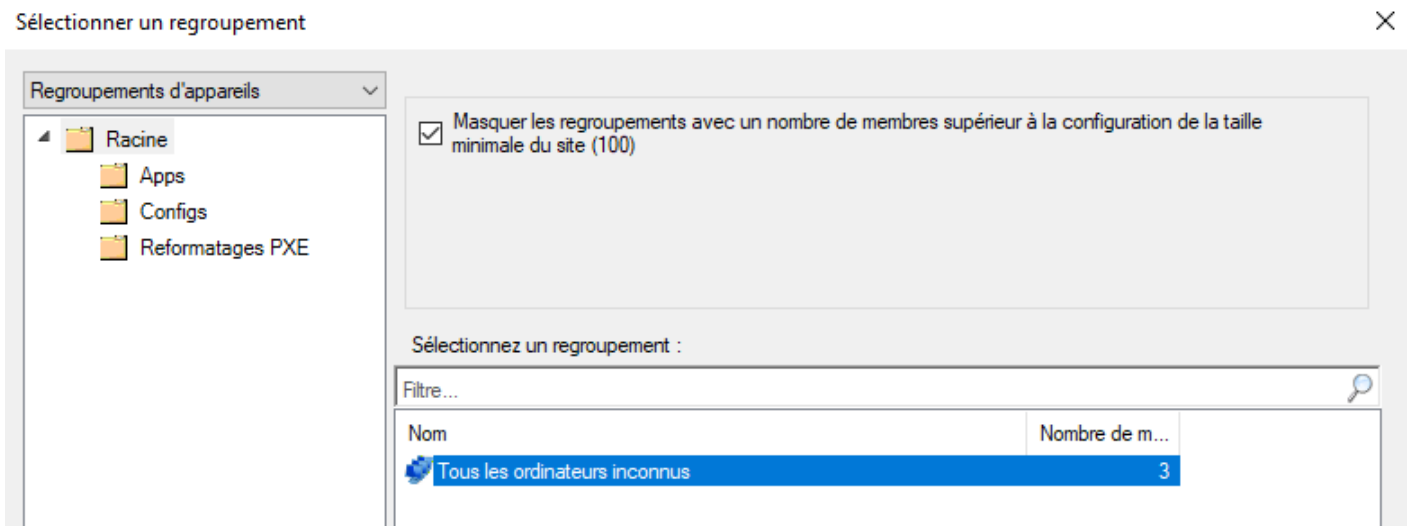 Sélectionner un regroupement
Regroupements d'appareils
Racine
Apps
Configs
Reformatages PXE
Masquer les regroupements avec un nombre de membres supérieur à la configuration de la taille
minimale du site (100)
Sélectionnez un regroupement :
Filtre...
Nom Nombre de m...
Tous les ordinateurs inconnus 3